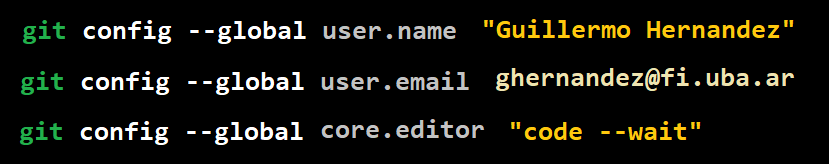 git config --global user.name "Guillermo Hernandez"
git config --global user.email ghernandez@fi.uba.ar
git config --global core.editor "code --wait"